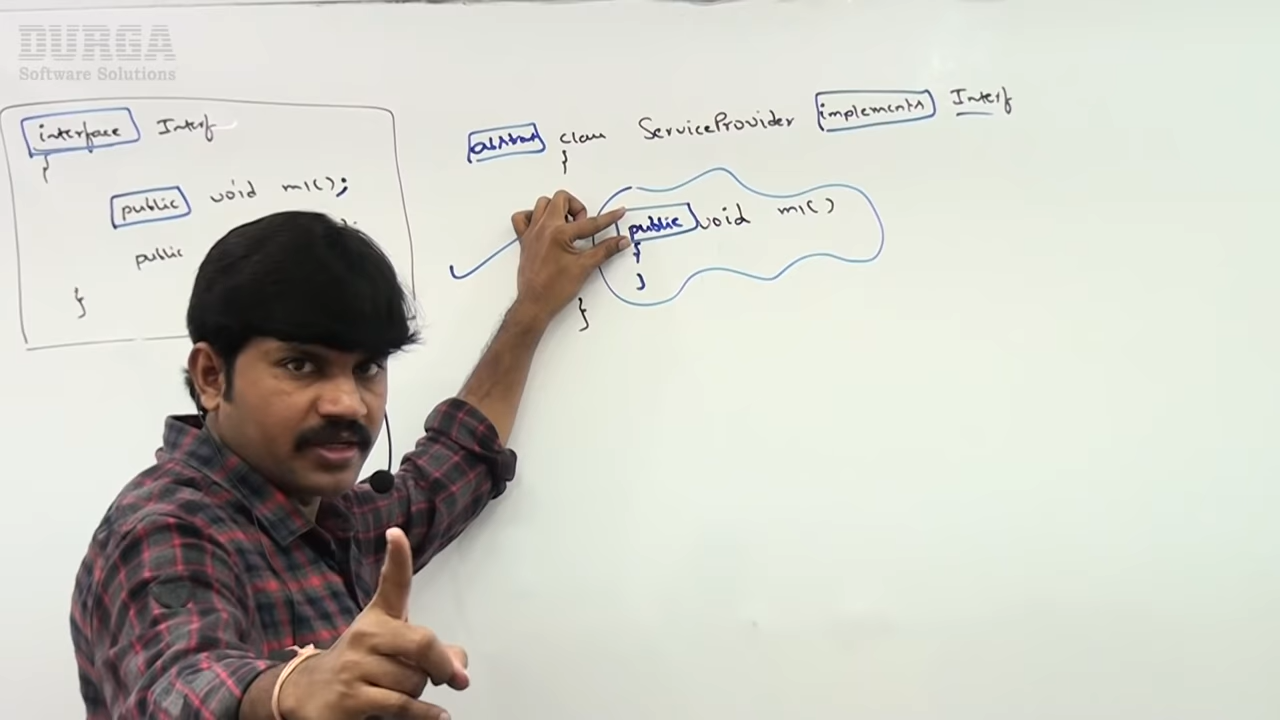 DURGA
Software Solutions
interface Interf
{
public void m1();
public
}
abstract class ServiceProvider implements Interf
{
public void m1()
{
}
}